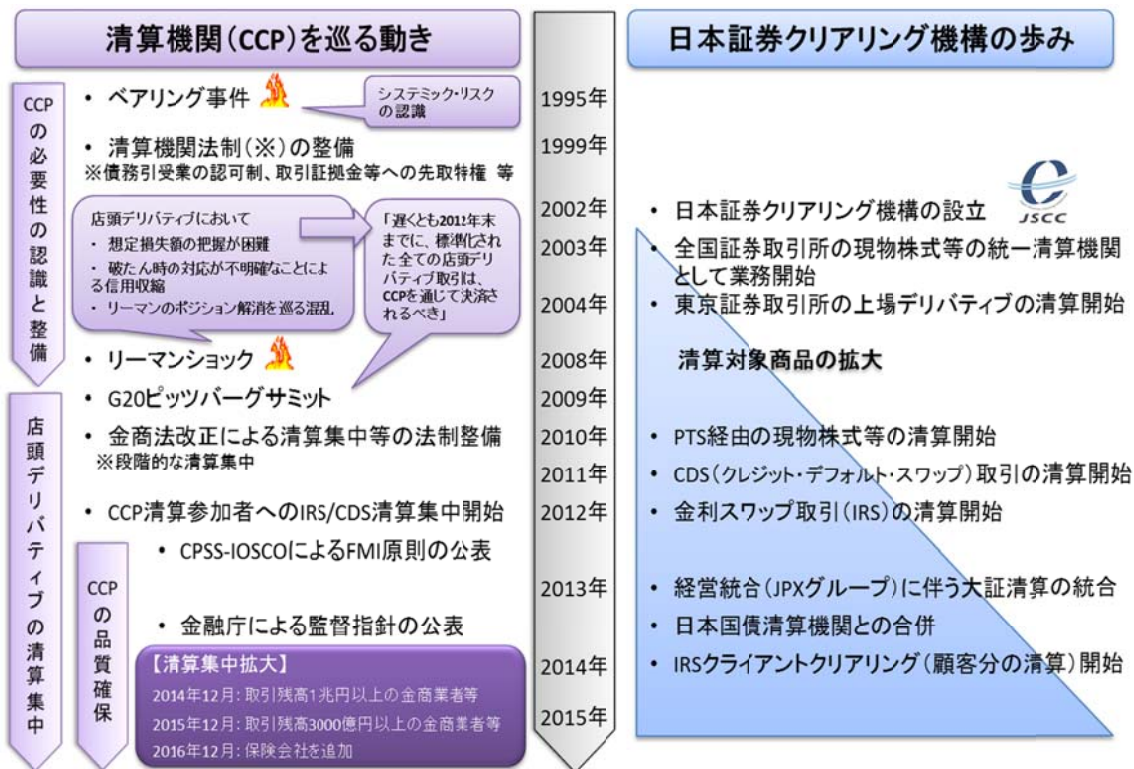 清算機関(CCP)を巡る動き
CCPの必要性の認識と整備
・ ベアリング事件
システミック・リスク
の認識
・ 清算機関法制(※)の整備
※債務引受業の認可制、取引証拠金等への先取特権 等
店頭デリバティブにおいて
・ 想定損失額の把握が困難
・ 破たん時の対応が不明確なことによ
る信用収縮
・ リーマンのポジション解消を巡る混乱
「遅くとも2012年末
までに、標準化され
た全ての店頭デリ
バティブ取引は、
CCPを通じて決済さ
れるべき」
・ リーマンショック
・ G20ピッツバーグサミット
店頭デリバティブの清算集中
・ 金商法改正による清算集中等の法制整備
※段階的な清算集中
・ CCP清算参加者へのIRS/CDS清算集中開始
CCPの品質確保
・ CPSS-IOSCOによるFMI原則の公表
・ 金融庁による監督指針の公表
【清算集中拡大】
2014年12月: 取引残高1兆円以上の金商業者等
2015年12月: 取引残高3000億円以上の金商業者等
2016年12月: 保険会社を追加
1995年
1999年
2002年
2003年
2004年
2008年
2009年
2010年
2011年
2012年
2013年
2014年
2015年
日本証券クリアリング機構の歩み
JSCC
・ 日本証券クリアリング機構の設立
・ 全国証券取引所の現物株式等の統一清算機関
として業務開始
・ 東京証券取引所の上場デリバティブの清算開始
清算対象商品の拡大
・ PTS経由の現物株式等の清算開始
・ CDS(クレジット・デフォルト・スワップ)取引の清算開始
・ 金利スワップ取引(IRS)の清算開始
・ 経営統合(JPXグループ)に伴う大証清算の統合
・ 日本国債清算機関との合併
・ IRSクライアントクリアリング(顧客分の清算)開始